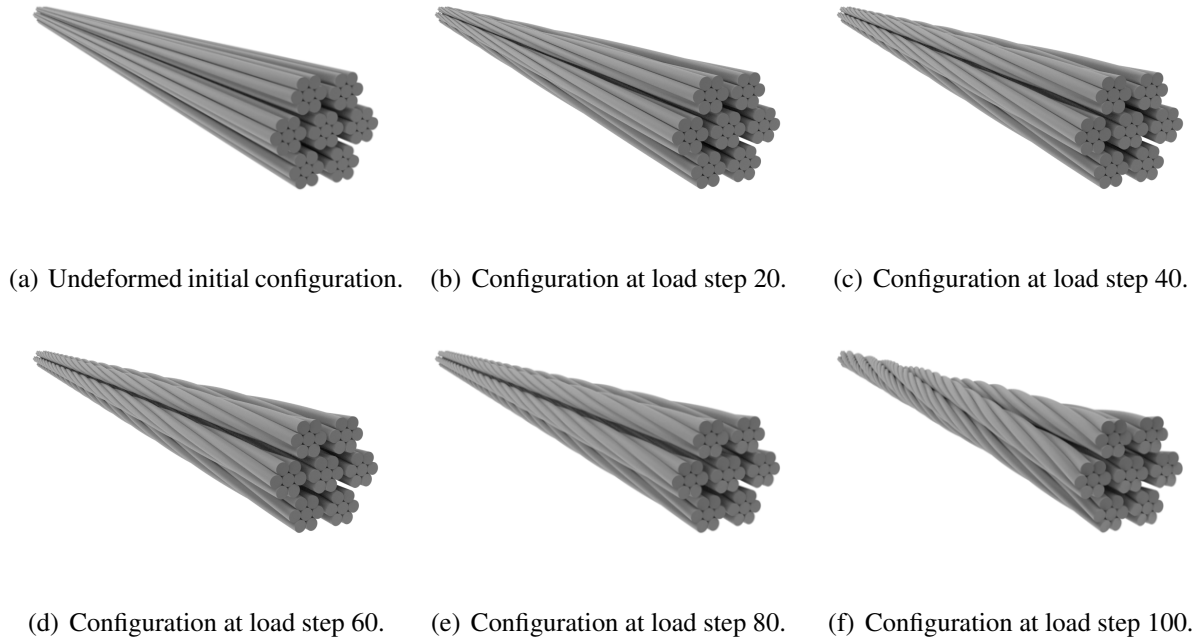 (a) Undeformed initial configuration.
(b) Configuration at load step 20.
(c) Configuration at load step 40.
(d) Configuration at load step 60.
(e) Configuration at load step 80.
(f) Configuration at load step 100.